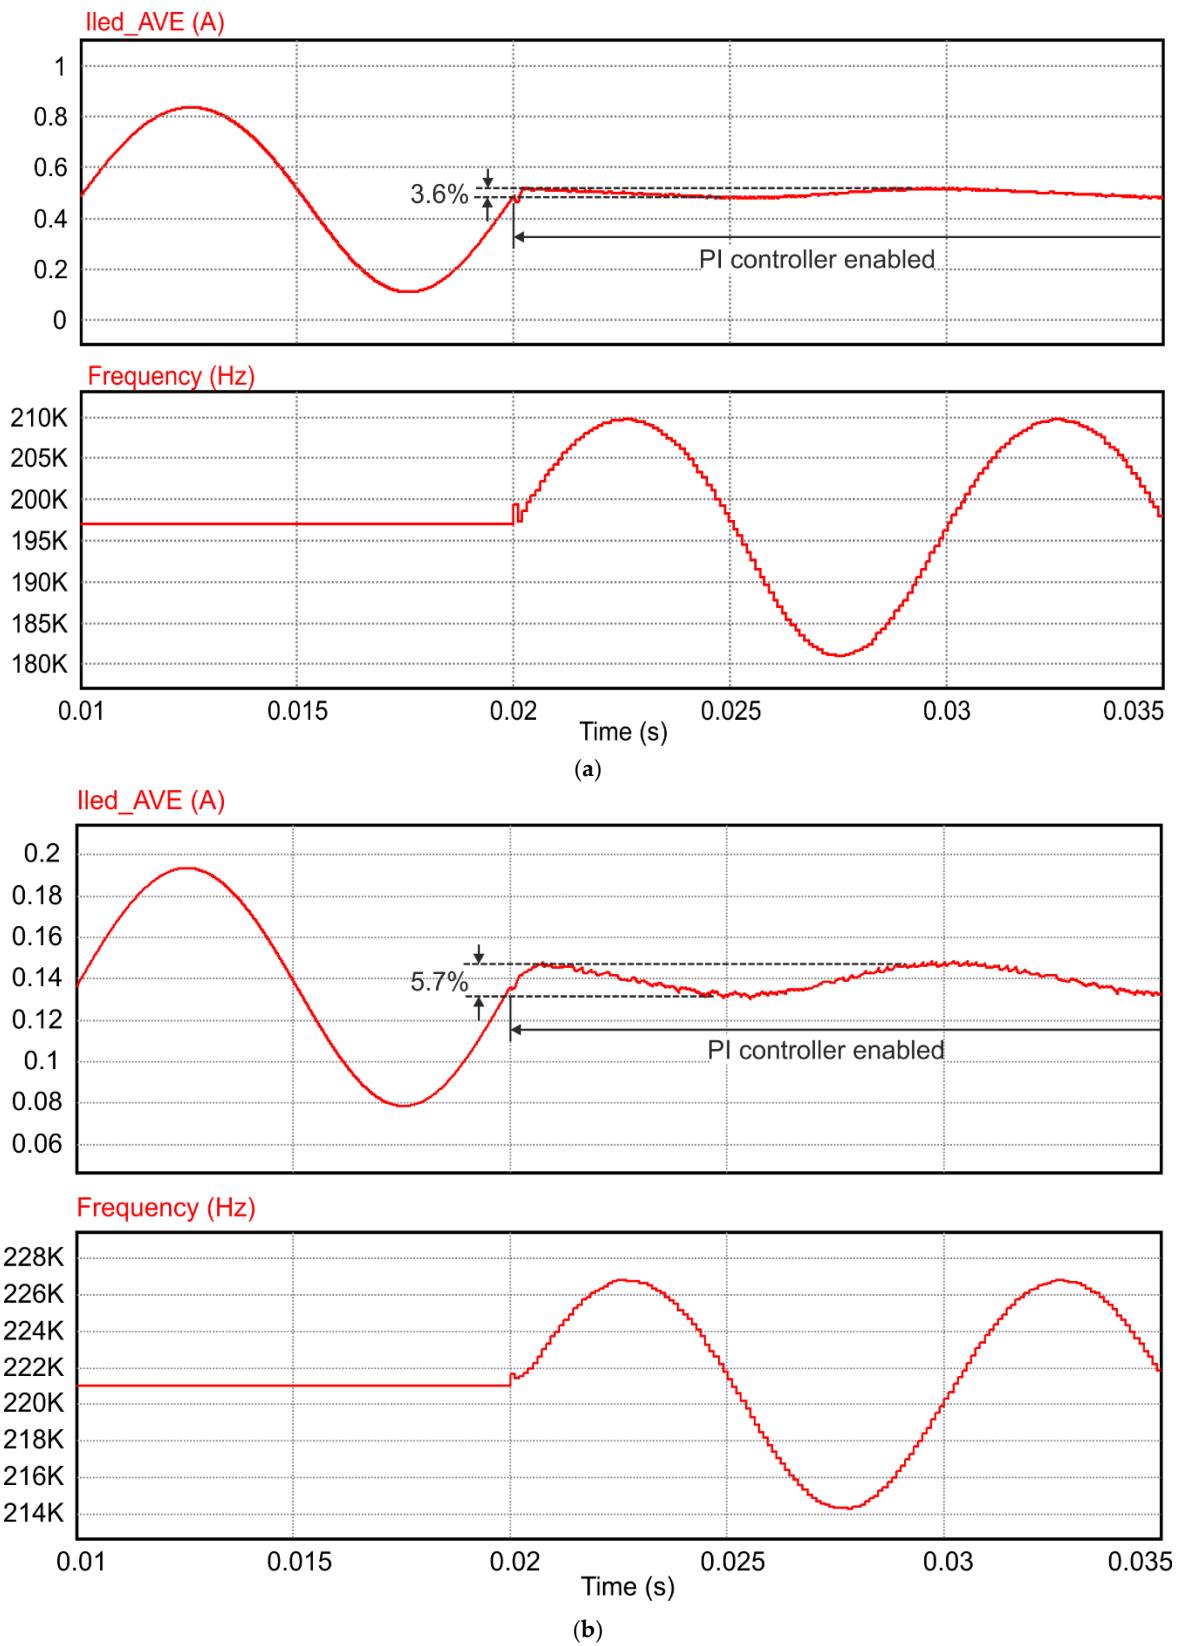 Iled_AVE (A)
1
0.8
0.6
3.6%
0.4
PI controller enabled
0.2
0
Frequency (Hz)
210K
205K
200K
195K
190K
185K
180K
0.01 0.015 0.02 0.025 0.03 0.035
Time (s)
(a)
Iled_AVE (A)
0.2
0.18
0.16
0.14
5.7%
0.12
PI controller enabled
0.1
0.08
0.06
Frequency (Hz)
228K
226K
224K
222K
220K
218K
216K
214K
0.01 0.015 0.02 0.025 0.03 0.035
Time (s)
(b)